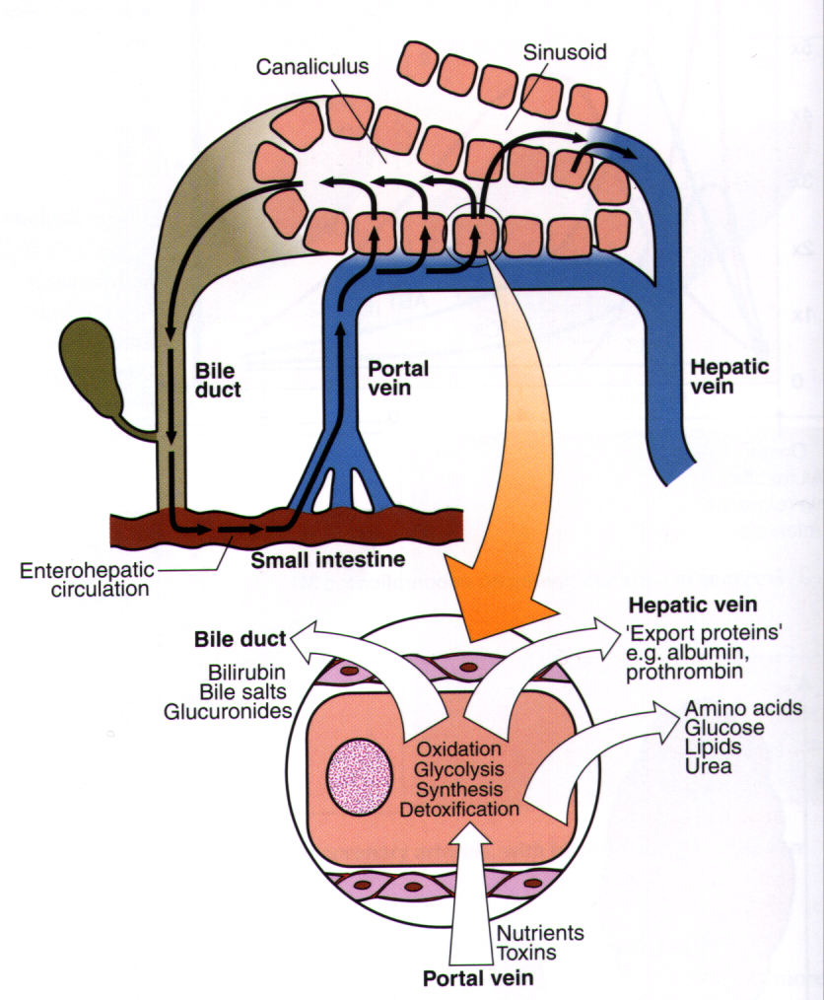 Sinusoid
Canaliculus
Bile
duct
Portal
vein
Hepatic
vein
Small intestine
Enterohepatic
circulation
Hepatic vein
'Export proteins'
e.g. albumin,
prothrombin
Bile duct
Bilirubin
Bile salts
Glucuronides
Amino acids
Glucose
Lipids
Urea
Oxidation
Glycolysis
Synthesis
Detoxification
Nutrients
Toxins
Portal vein